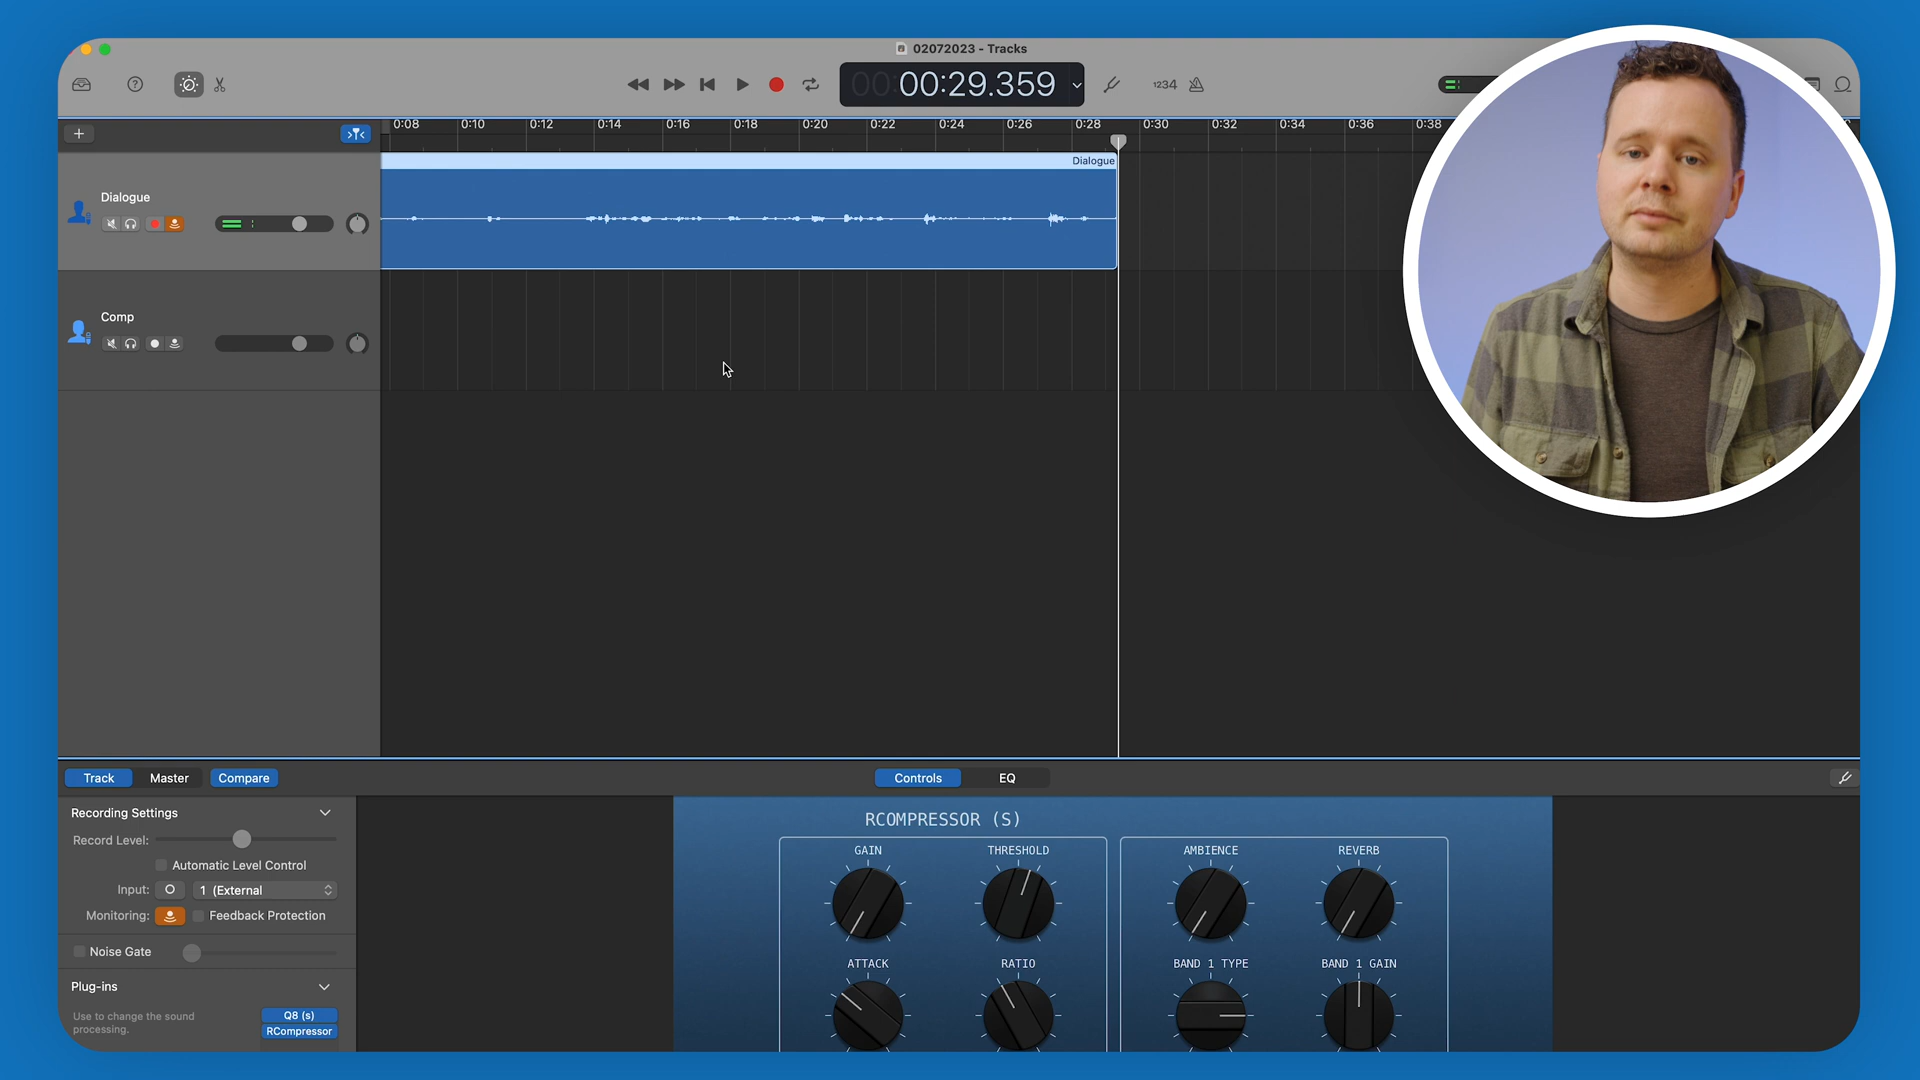 02072023 - Tracks
00:00:29.359
1234
0:08 0:10 0:12 0:14 0:16 0:18 0:20 0:22 0:24 0:26 0:28 0:30 0:32 0:34 0:36 0:38
Dialogue
Dialogue
Comp
Track Master Compare
Controls EQ
Recording Settings
Record Level:
Automatic Level Control
Input: 1 (External
Monitoring: Feedback Protection
Noise Gate
Plug-ins
Use to change the sound
processing.
Q8 (s)
RCompressor
RCOMPRESSOR (S)
GAIN THRESHOLD AMBIENCE REVERB
ATTACK RATIO BAND 1 TYPE BAND 1 GAIN